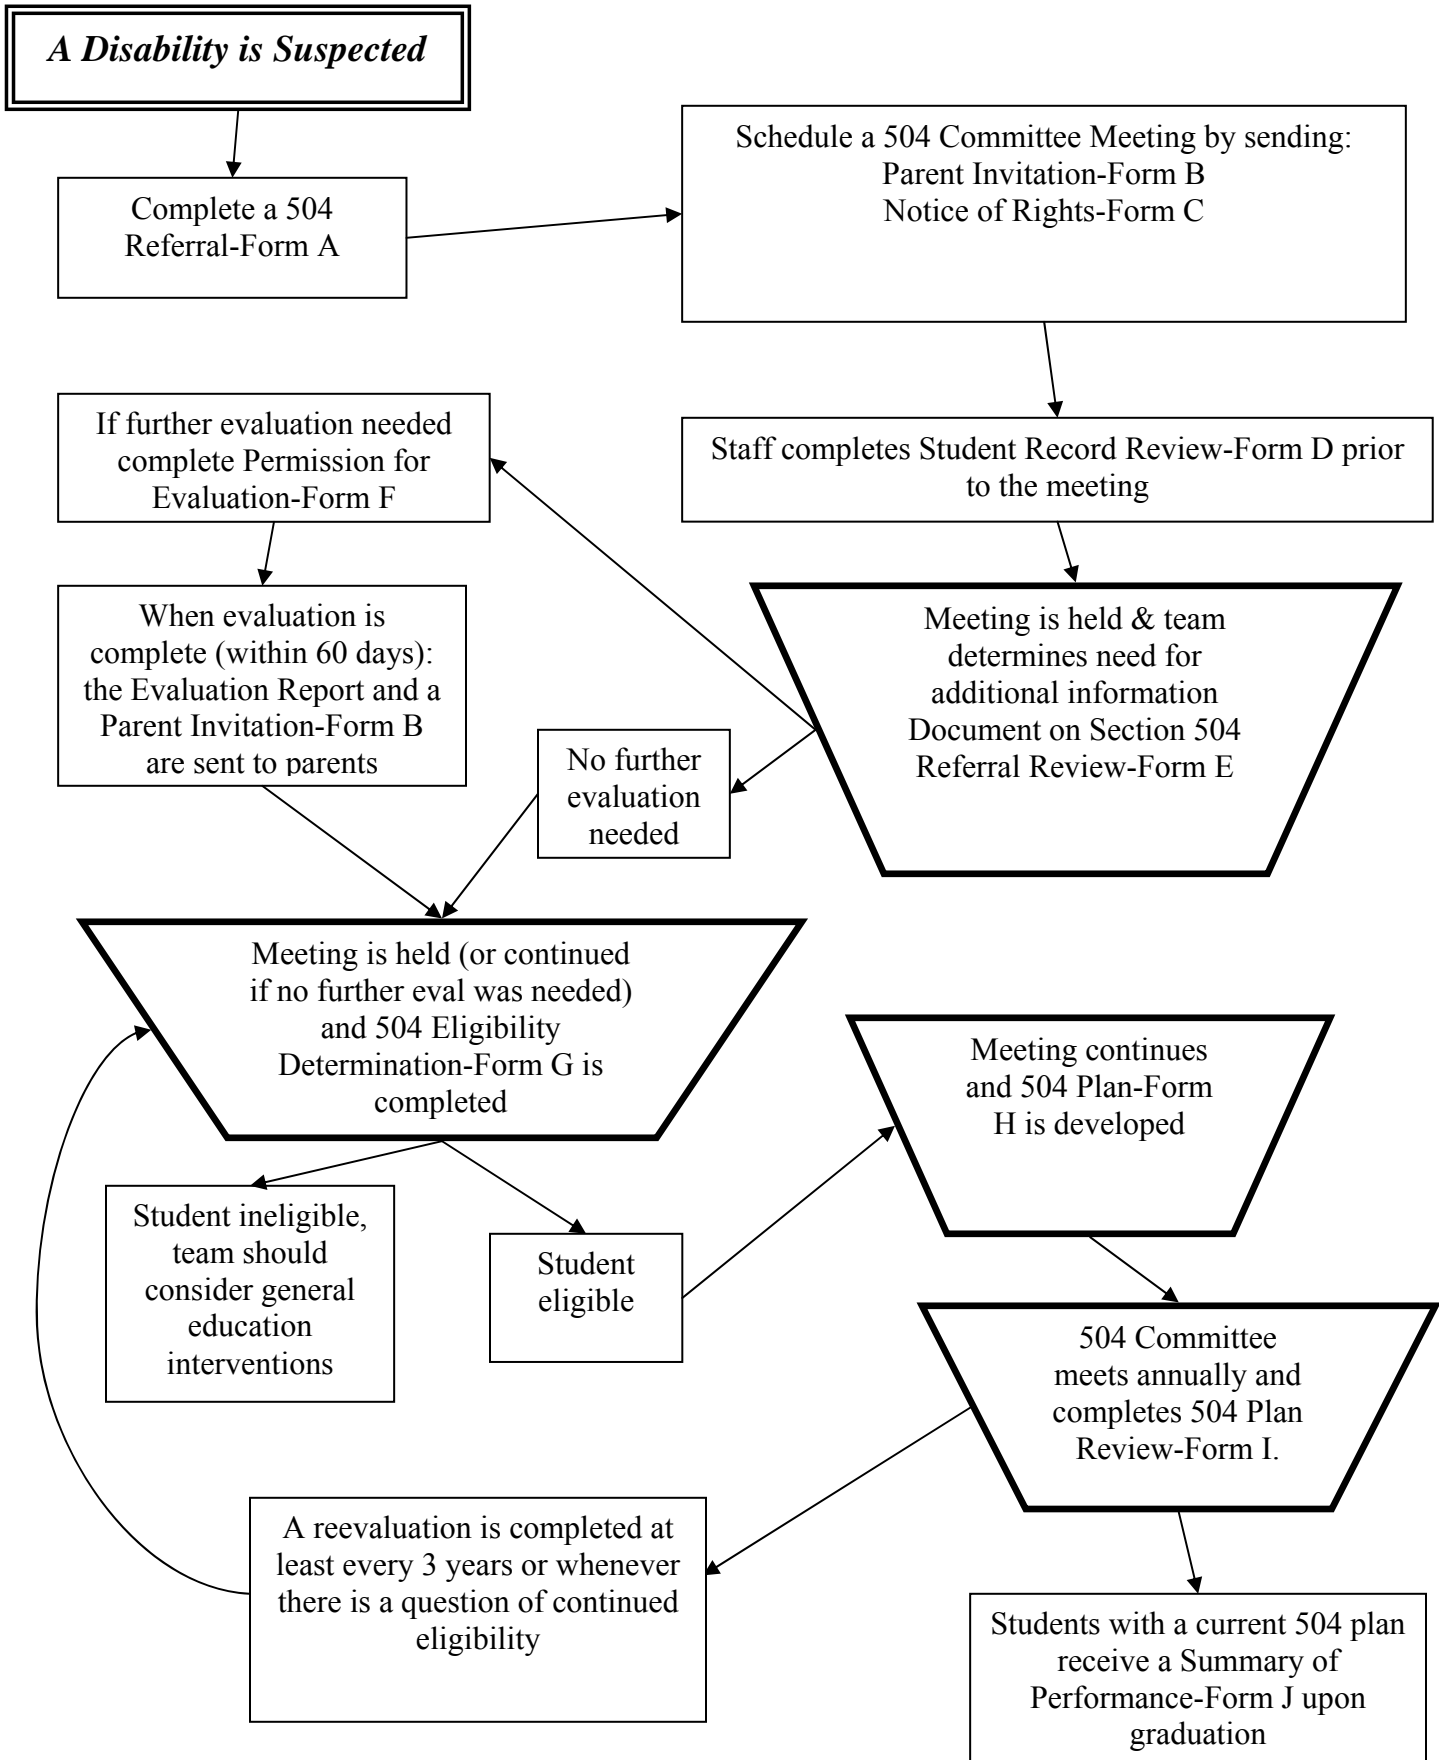 A Disability is Suspected
Complete a 504
Referral-Form A
Schedule a 504 Committee Meeting by sending:
Parent Invitation-Form B
Notice of Rights-Form C
Staff completes Student Record Review-Form D prior
to the meeting
Meeting is held & team
determines need for
additional information
Document on Section 504
Referral Review-Form E
If further evaluation needed
complete Permission for
Evaluation-Form F
When evaluation is
complete (within 60 days):
the Evaluation Report and a
Parent Invitation-Form B
are sent to parents
No further
evaluation
needed
Meeting is held (or continued
if no further eval was needed)
and 504 Eligibility
Determination-Form G is
completed
Student ineligible,
team should
consider general
education
interventions
Student
eligible
Meeting continues
and 504 Plan-Form
H is developed
504 Committee
meets annually and
completes 504 Plan
Review-Form I.
A reevaluation is completed at
least every 3 years or whenever
there is a question of continued
eligibility
Students with a current 504 plan
receive a Summary of
Performance-Form J upon
graduation